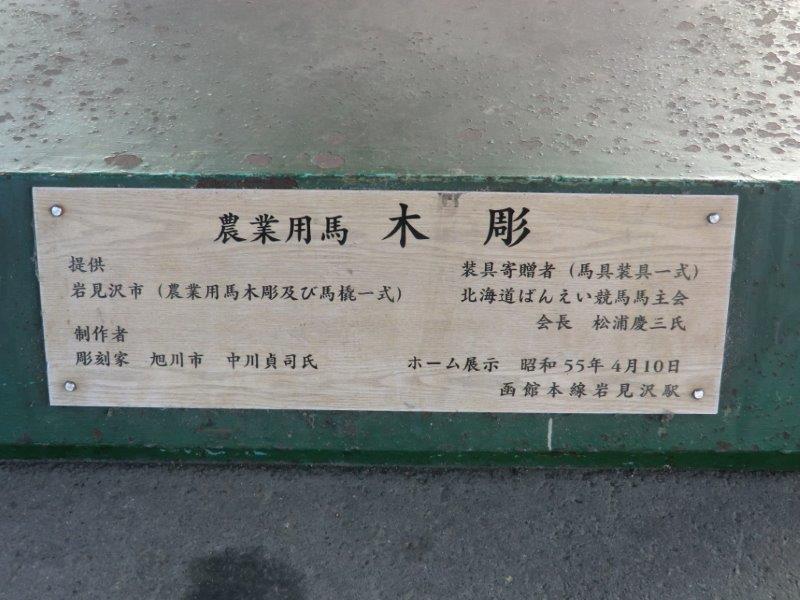 農業用馬 木彫
提供
岩見沢市（農業用馬木彫及び馬橇一式）
制作者
彫刻家 旭川市 中川貞司氏
装具寄贈者（馬具装具一式）
北海道ばんえい競馬馬主会
会長 松浦慶三氏
ホーム展示 昭和55年4月10日
函館本線岩見沢駅